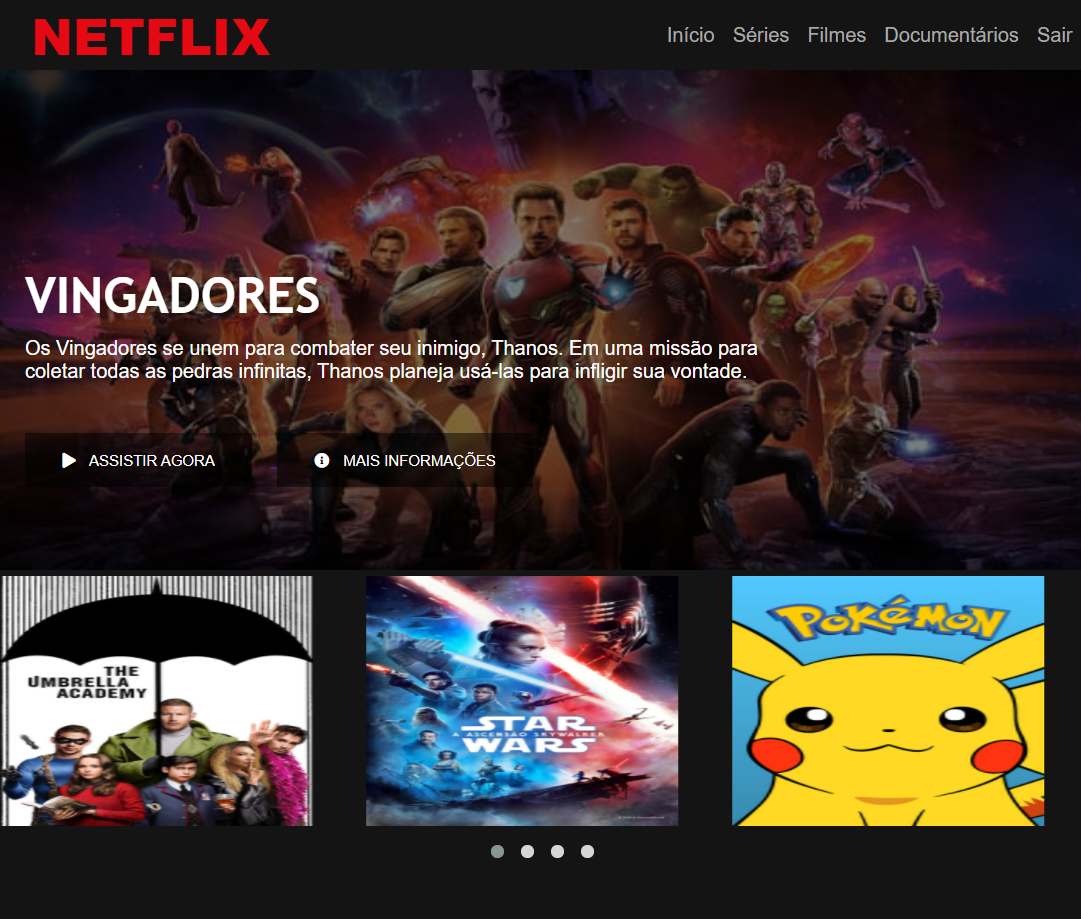 NETFLIX
Início Séries Filmes Documentários Sair
VINGADORES
Os Vingadores se unem para combater seu inimigo, Thanos. Em uma missão para
coletar todas as pedras infinitas, Thanos planeja usá-las para infligir sua vontade.
ASSISTIR AGORA
MAIS INFORMAÇÕES
THE
UMBRELLA
ACADEMY
STAR
A ASCENSÃO SKYWALKER
WARS
POKéMON